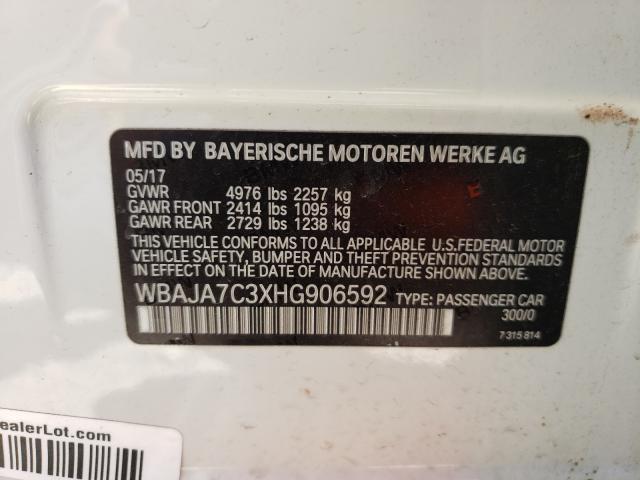 MFD BY BAYERISCHE MOTOREN WERKE AG
05/17
GVWR 4976 lbs 2257 kg
GAWR FRONT 2414 lbs 1095 kg
GAWR REAR 2729 lbs 1238 kg
THIS VEHICLE CONFORMS TO ALL APPLICABLE U.S.FEDERAL MOTOR
VEHICLE SAFETY, BUMPER AND THEFT PREVENTION STANDARDS
IN EFFECT ON THE DATE OF MANUFACTURE SHOWN ABOVE.
WBAJA7C3XHG906592 TYPE: PASSENGER CAR
300/0
7 315 814
ealerLot.com